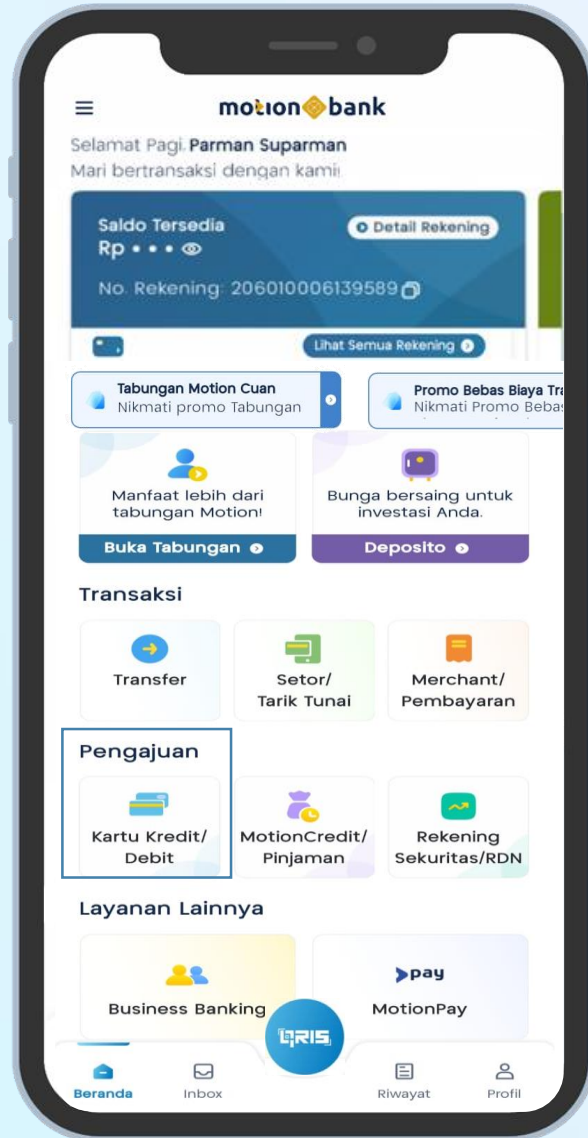 motion bank
Selamat Pagi, Parman Suparman
Mari bertransaksi dengan kami!
Saldo Tersedia
Detail Rekening
Rp • • •
No. Rekening: 206010006139589
Lihat Semua Rekening
Tabungan Motion Cuan
Nikmati promo Tabungan
Promo Bebas Biaya Tra
Nikmati Promo Bebas
Manfaat lebih dari
tabungan Motion!
Buka Tabungan
Bunga bersaing untuk
investasi Anda.
Deposito
Transaksi
Transfer
Setor/
Tarik Tunai
Merchant/
Pembayaran
Pengajuan
Kartu Kredit/
Debit
MotionCredit/
Pinjaman
Rekening
Sekuritas/RDN
Layanan Lainnya
Business Banking
pay
MotionPay
QRIS
Beranda
Inbox
Riwayat
Profil